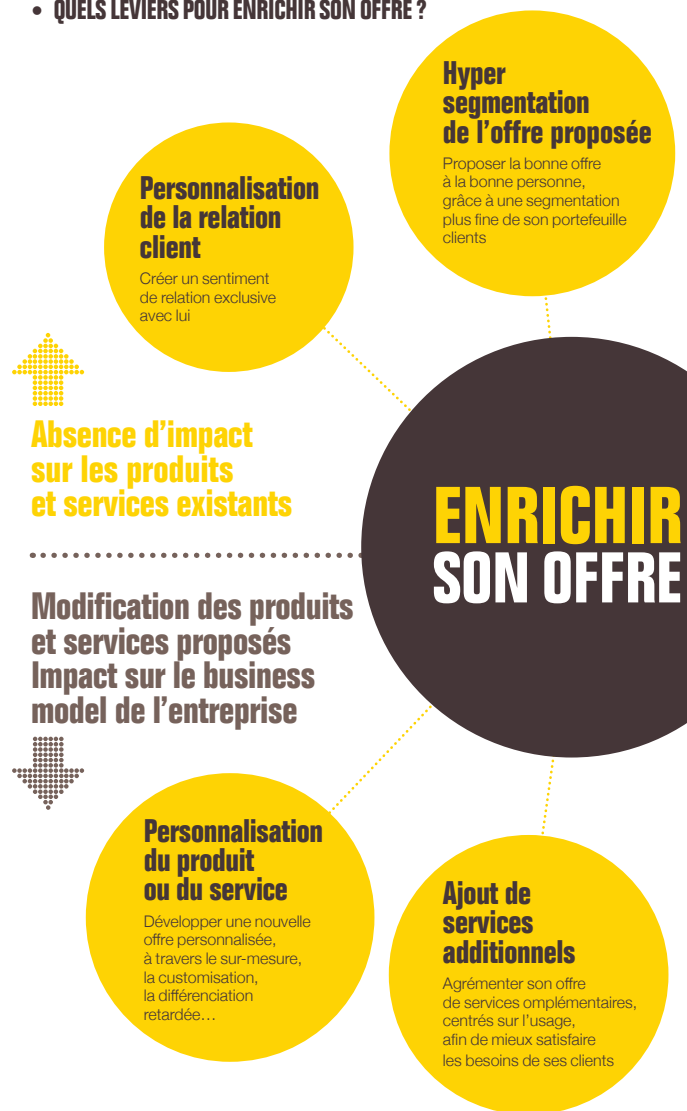 • QUELS LEVIERS POUR ENRICHIR SON OFFRE ?
Hyper
segmentation
de l'offre proposée
Proposer la bonne offre
à la bonne personne,
grâce à une segmentation
plus fine de son portefeuille
clients
Personnalisation
de la relation
client
Créer un sentiment
de relation exclusive
avec lui
Absence d'impact
sur les produits
et services existants
ENRICHIR
SON OFFRE
Modification des produits
et services proposés
Impact sur le business
model de l'entreprise
Personnalisation
du produit
ou du service
Développer une nouvelle
offre personnalisée,
à travers le sur-mesure,
la customisation,
la différenciation
retardée…
Ajout de
services
additionnels
Agrémenter son offre
de services omplémentaires,
centrés sur l'usage,
afin de mieux satisfaire
les besoins de ses clients